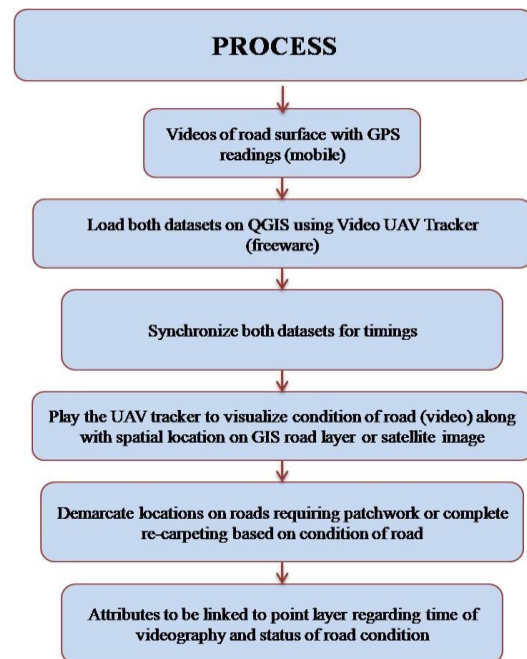 PROCESS
Videos of road surface with GPS
readings (mobile)
Load both datasets on QGIS using Video UAV Tracker
(freeware)
Synchronize both datasets for timings
Play the UAV tracker to visualize condition of road (video) along
with spatial location on GIS road layer or satellite image
Demarcate locations on roads requiring patchwork or complete
re-carpeting based on condition of road
Attributes to be linked to point layer regarding time of
videography and status of road condition